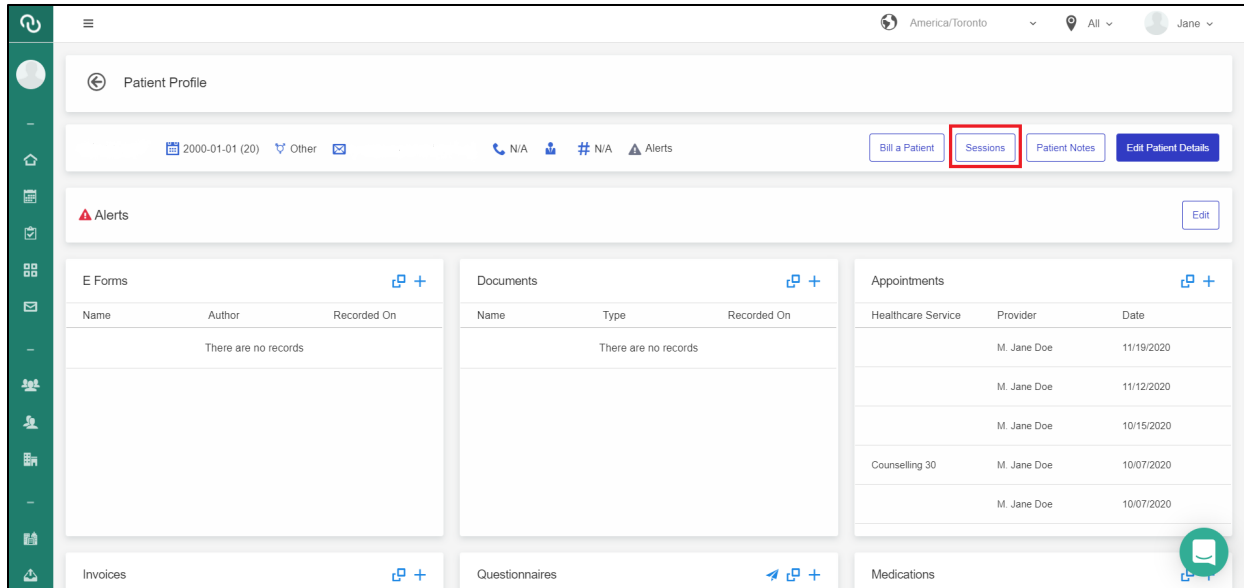 America/Toronto All Jane
Patient Profile
2000-01-01 (20) Other N/A # N/A Alerts Bill a Patient Sessions Patient Notes Edit Patient Details
Alerts Edit
E Forms Documents Appointments
Name Author Recorded On Name Type Recorded On Healthcare Service Provider Date
There are no records There are no records M. Jane Doe 11/19/2020
M. Jane Doe 11/12/2020
M. Jane Doe 10/15/2020
Counselling 30 M. Jane Doe 10/07/2020
M. Jane Doe 10/07/2020
Invoices Questionnaires Medications